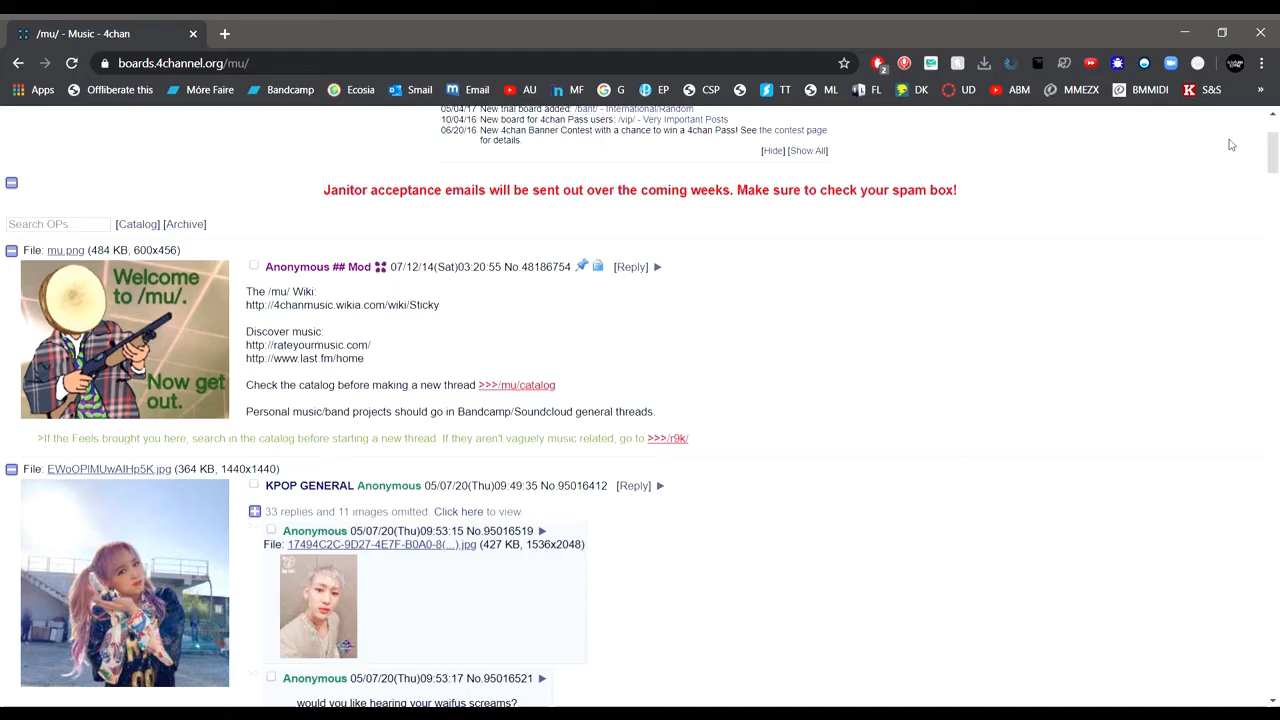 /mu/ - Music - 4chan
boards.4channel.org/mu/
2
Apps Offliberate this Móre Faire Bandcamp Ecosia Smail Email AU MF G EP CSP TT ML FL DK UD ABM MMEZX BMMIDI S&S »
05/04/17 New trial board added: /bant/ - International/Random
10/04/16 New board for 4chan Pass users: /vip/ - Very Important Posts
06/20/16 New 4chan Banner Contest with a chance to win a 4chan Pass! See the contest page
for details.
[Hide] [Show All]
Janitor acceptance emails will be sent out over the coming weeks. Make sure to check your spam box!
Search OPs…
[Catalog] [Archive]
File: mu.png (484 KB, 600x456)
Welcome
to /mu/.
Now get
out.
Anonymous ## Mod 07/12/14(Sat)03:20:55 No.48186754 [Reply] ▶
The /mu/ Wiki:
http://4chanmusic.wikia.com/wiki/Sticky
Discover music:
http://rateyourmusic.com/
http://www.last.fm/home
Check the catalog before making a new thread >>>/mu/catalog
Personal music/band projects should go in Bandcamp/Soundcloud general threads.
>If the Feels brought you here, search in the catalog before starting a new thread. If they aren't vaguely music related, go to >>>/r9k/
File: EWoOPlMUwAIHp5K.jpg (364 KB, 1440x1440)
KPOP GENERAL Anonymous 05/07/20(Thu)09:49:35 No.95016412 [Reply] ▶
33 replies and 11 images omitted. Click here to view.
>> Anonymous 05/07/20(Thu)09:53:15 No.95016519 ▶
File: 17494C2C-9D27-4E7F-B0A0-8(...).jpg (427 KB, 1536x2048)
>> Anonymous 05/07/20(Thu)09:53:17 No.95016521 ▶
would you like hearing your waifus screams?